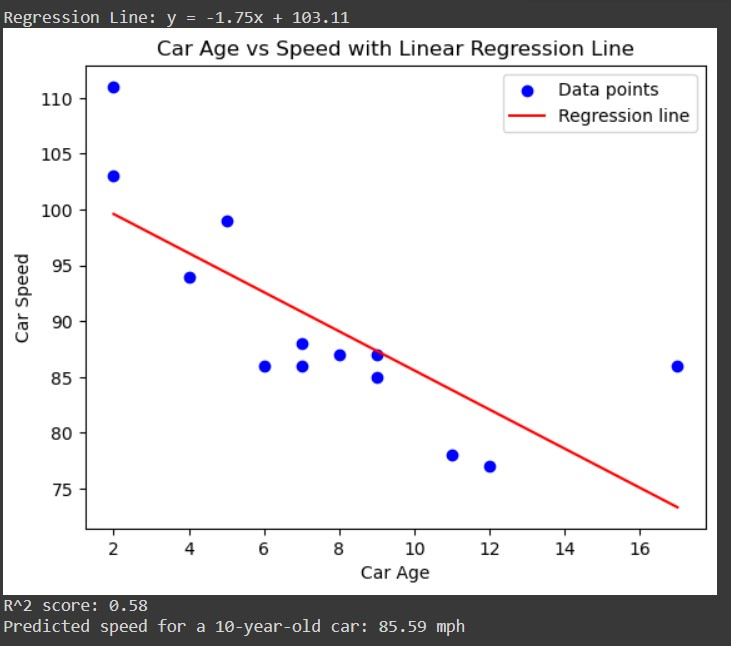 Regression Line: y = -1.75x + 103.11
Car Age vs Speed with Linear Regression Line
Data points
Regression line
110
105
100
95
90
85
80
75
Car Speed
2 4 6 8 10 12 14 16
Car Age
R^2 score: 0.58
Predicted speed for a 10-year-old car: 85.59 mph